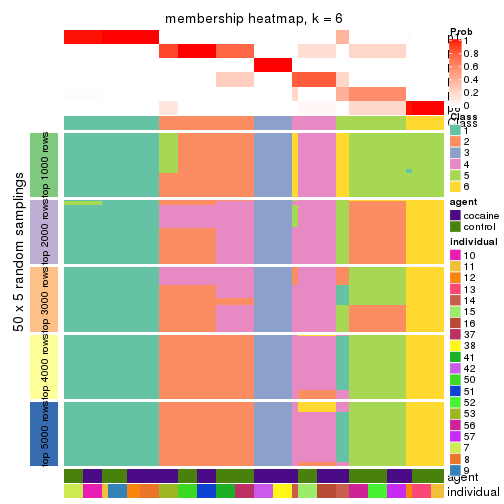 membership heatmap, k = 6
50 x 5 random samplings
top 1000 rows
top 2000 rows
top 3000 rows
top 4000 rows
top 5000 rows
p1
Class
agent
individual
Prob
1
0.8
0.6
0.4
0.2
0
Class
1
2
3
4
5
6
agent
cocaine
control
individual
10
11
12
13
14
15
16
37
38
41
42
50
51
52
53
56
57
7
8
9